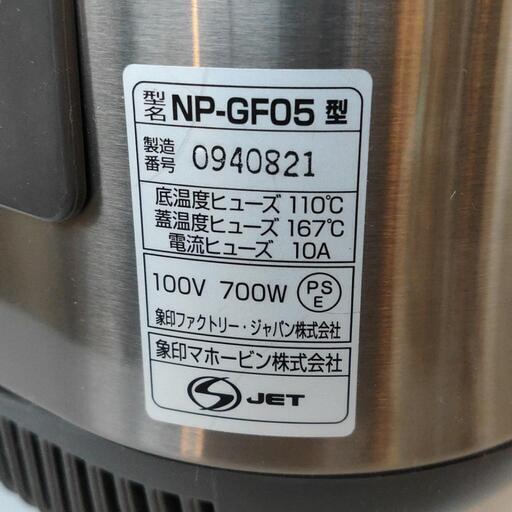 型名 NP-GF05 型
製造番号 0940821
底温度ヒューズ 110℃
蓋温度ヒューズ 167℃
電流ヒューズ 10A
100V 700W PSE
象印ファクトリー・ジャパン株式会社
象印マホービン株式会社
S JET